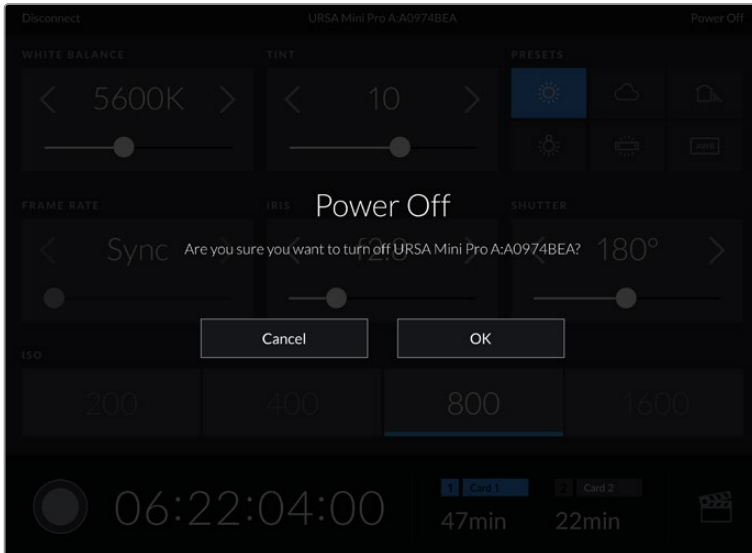 Disconnect URSA Mini Pro A:A0974BEA Power Off
WHITE BALANCE TINT PRESETS
5600K 10
AWB
FRAME RATE IRIS SHUTTER
Power Off
Sync f2.8 180°
Are you sure you want to turn off URSA Mini Pro A:A0974BEA?
Cancel OK
ISO
200 400 800 1600
1 Card 1 2 Card 2
06:22:04:00 47min 22min